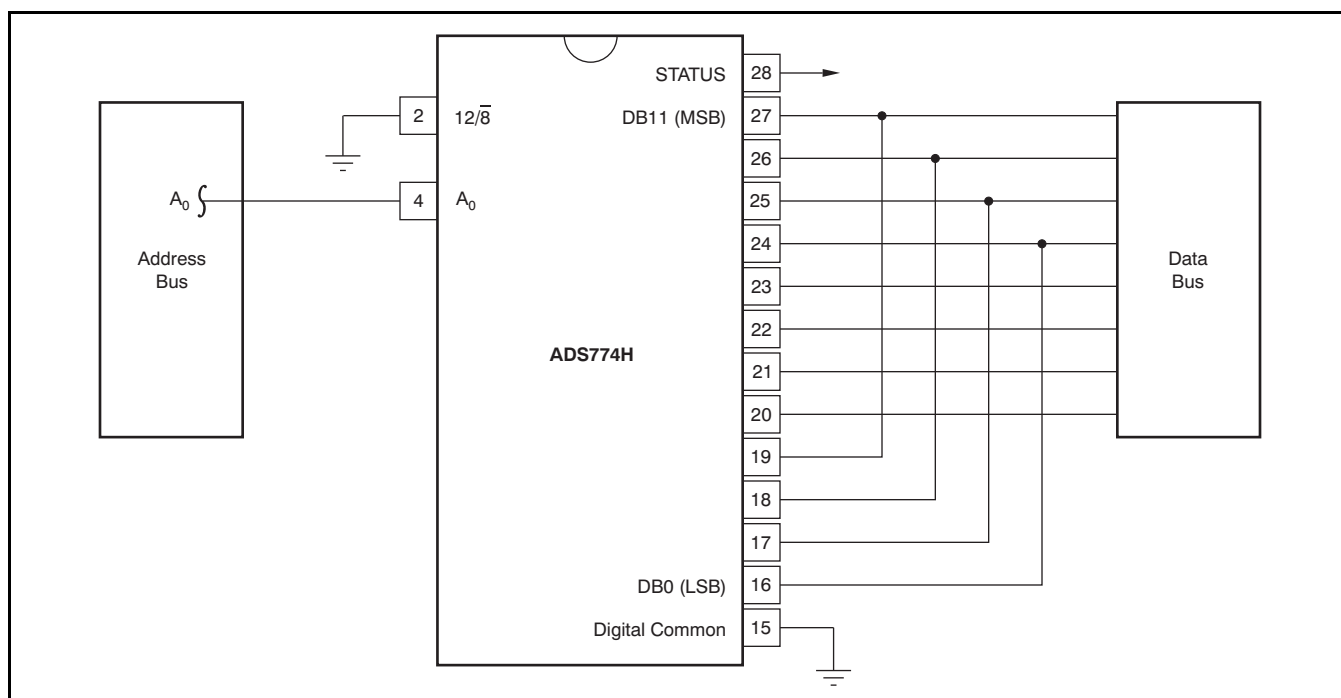 STATUS 28
2 12/8̅ DB11 (MSB) 27
26
A₀ 4 A₀ 25
24
Address
Bus
Data
Bus
23
22
ADS774H
21
20
19
18
17
DB0 (LSB) 16
Digital Common 15